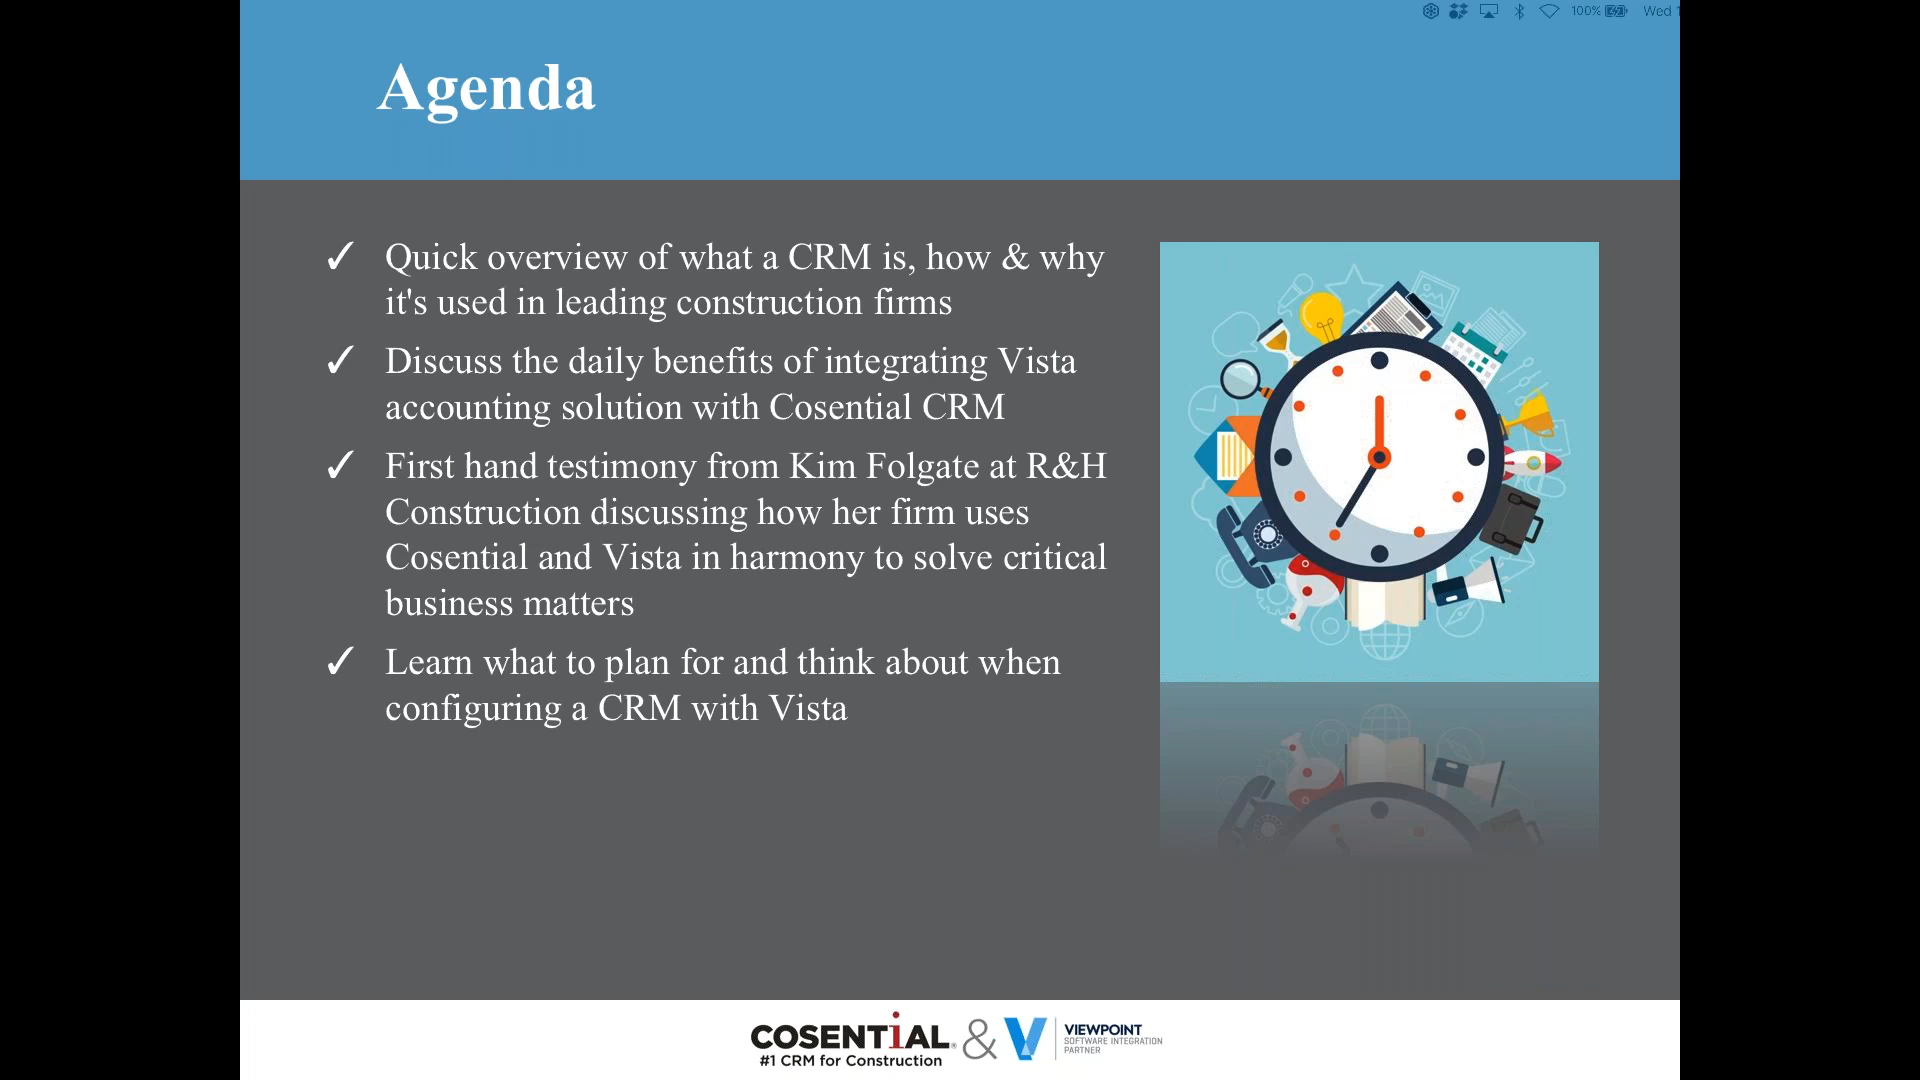 100% Wed 1
Agenda
✓ Quick overview of what a CRM is, how & why
it's used in leading construction firms
✓ Discuss the daily benefits of integrating Vista
accounting solution with Cosential CRM
✓ First hand testimony from Kim Folgate at R&H
Construction discussing how her firm uses
Cosential and Vista in harmony to solve critical
business matters
✓ Learn what to plan for and think about when
configuring a CRM with Vista
COSENTiAL® & V VIEWPOINT
SOFTWARE INTEGRATION
PARTNER
#1 CRM for Construction